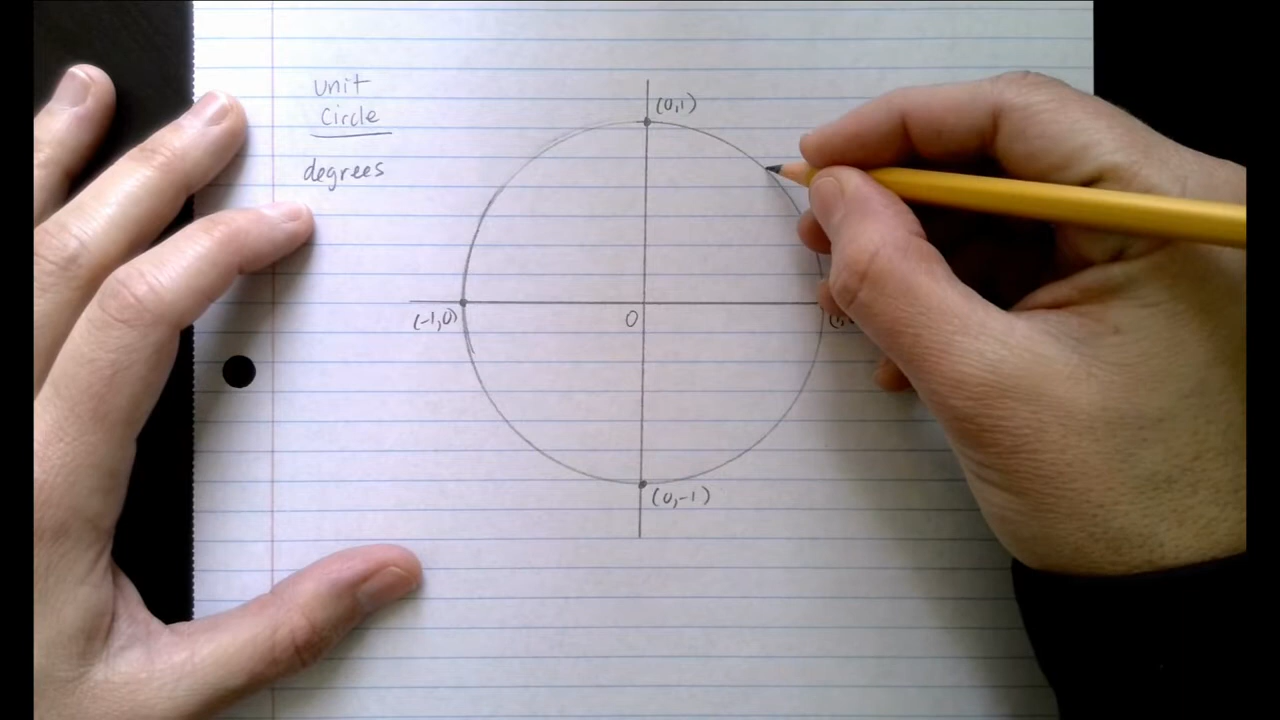 unit
Circle
degrees
(0,1)
(-1,0)
0
(0,-1)